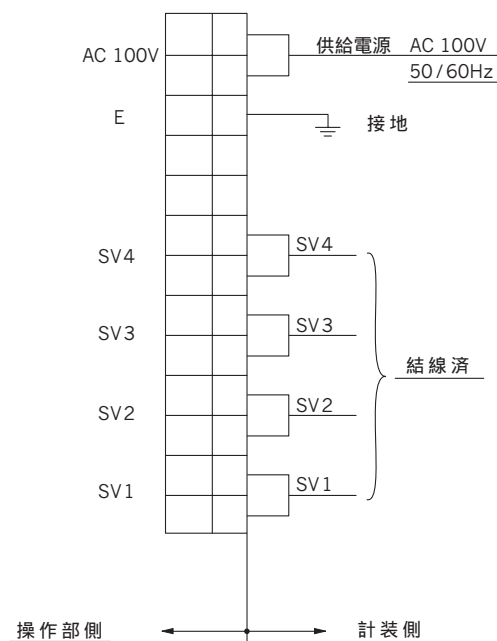 AC 100V 供給電源 AC 100V
50/60Hz
E 接地
SV4 SV4
SV3 SV3
結線済
SV2 SV2
SV1 SV1
操作部側 計装側